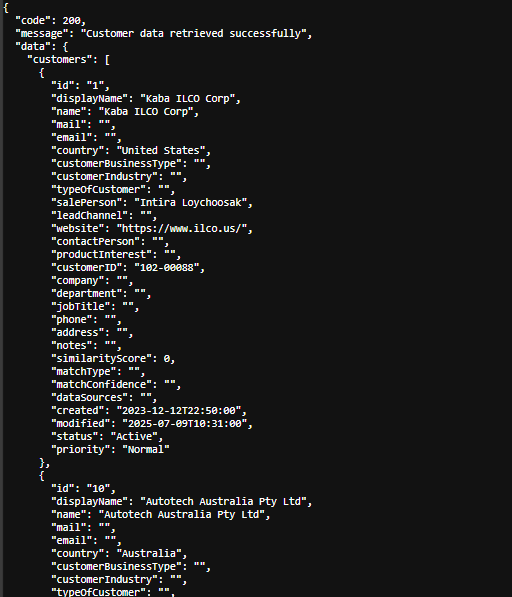 {
  "code": 200,
  "message": "Customer data retrieved successfully",
  "data": {
    "customers": [
      {
        "id": "1",
        "displayName": "Kaba ILCO Corp",
        "name": "Kaba ILCO Corp",
        "mail": "",
        "email": "",
        "country": "United States",
        "customerBusinessType": "",
        "customerIndustry": "",
        "typeOfCustomer": "",
        "salePerson": "Intira Loychoosak",
        "leadChannel": "",
        "website": "https://www.ilco.us/",
        "contactPerson": "",
        "productInterest": "",
        "customerID": "102-00088",
        "company": "",
        "department": "",
        "jobTitle": "",
        "phone": "",
        "address": "",
        "notes": "",
        "similarityScore": 0,
        "matchType": "",
        "matchConfidence": "",
        "dataSources": "",
        "created": "2023-12-12T22:50:00",
        "modified": "2025-07-09T10:31:00",
        "status": "Active",
        "priority": "Normal"
      },
      {
        "id": "10",
        "displayName": "Autotech Australia Pty Ltd",
        "name": "Autotech Australia Pty Ltd",
        "mail": "",
        "email": "",
        "country": "Australia",
        "customerBusinessType": "",
        "customerIndustry": "",
        "typeOfCustomer": "",